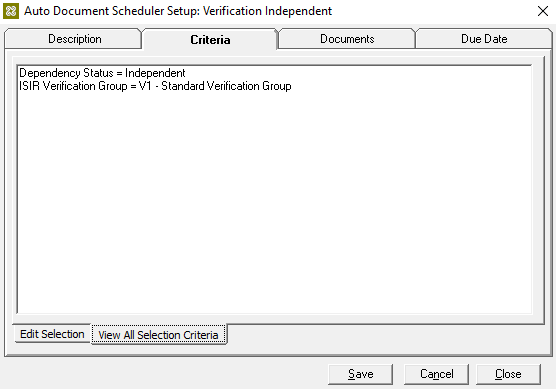 Auto Document Scheduler Setup: Verification Independent
Description Criteria Documents Due Date
Dependency Status = Independent
ISIR Verification Group = V1 - Standard Verification Group
Edit Selection View All Selection Criteria
Save Cancel Close